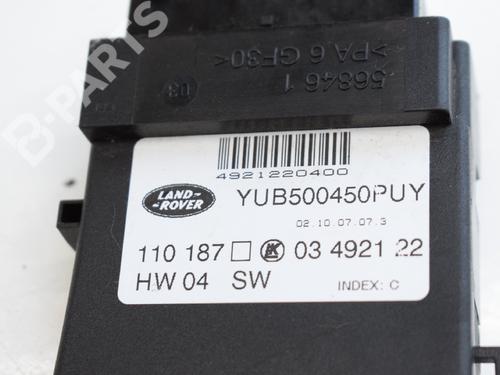 B-PARTS
56846 1
>PA 6 GF30<
03
4921220400
LAND-
-ROVER
YUB500450PUY
02.10.07.07.3
110 187 LK 03 4921 22
HW 04 SW INDEX: C